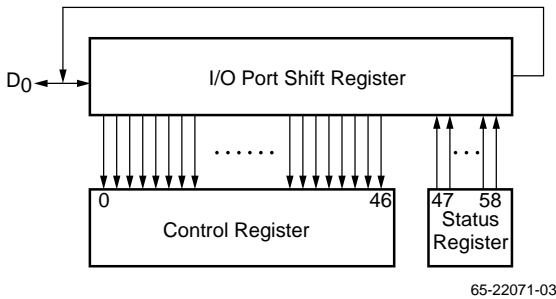 I/O Port Shift Register
D0
......
...
0 46 47 58
Control Register
Status
Register
65-22071-03